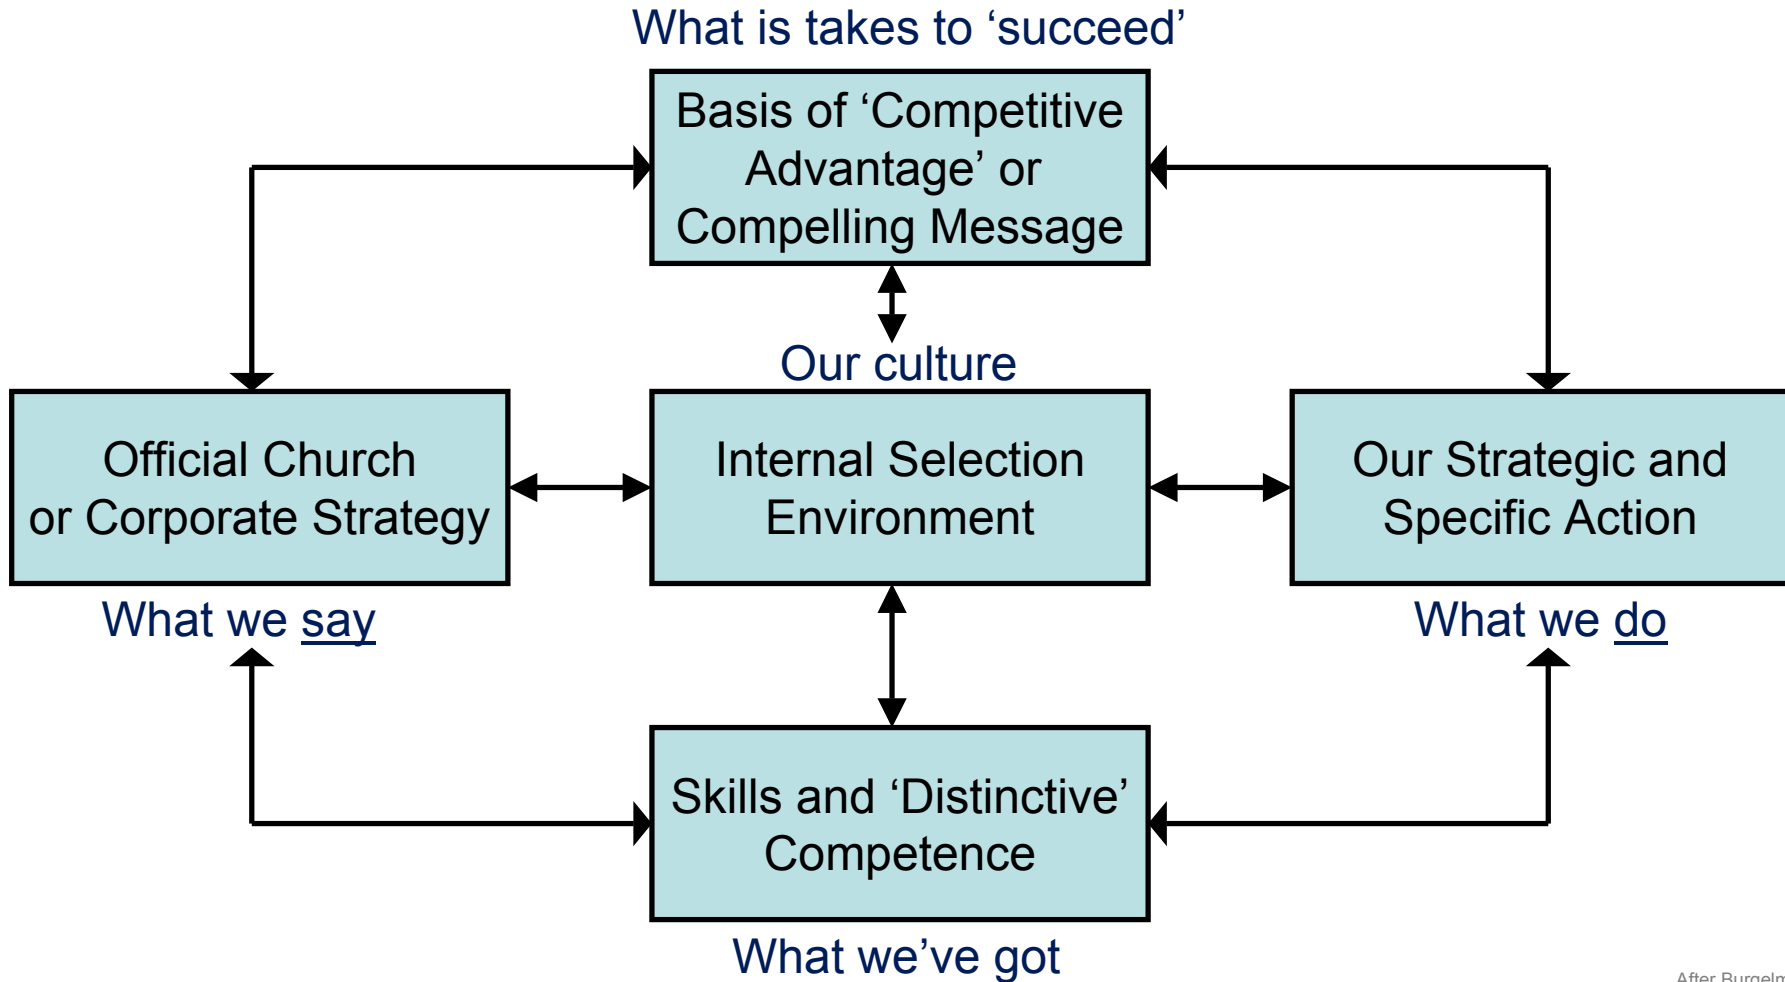 What is takes to ‘succeed’
Basis of ‘Competitive
Advantage’ or
Compelling Message
Our culture
Official Church
or Corporate Strategy
Internal Selection
Environment
Our Strategic and
Specific Action
What we say
What we do
Skills and ‘Distinctive’
Competence
What we’ve got
After